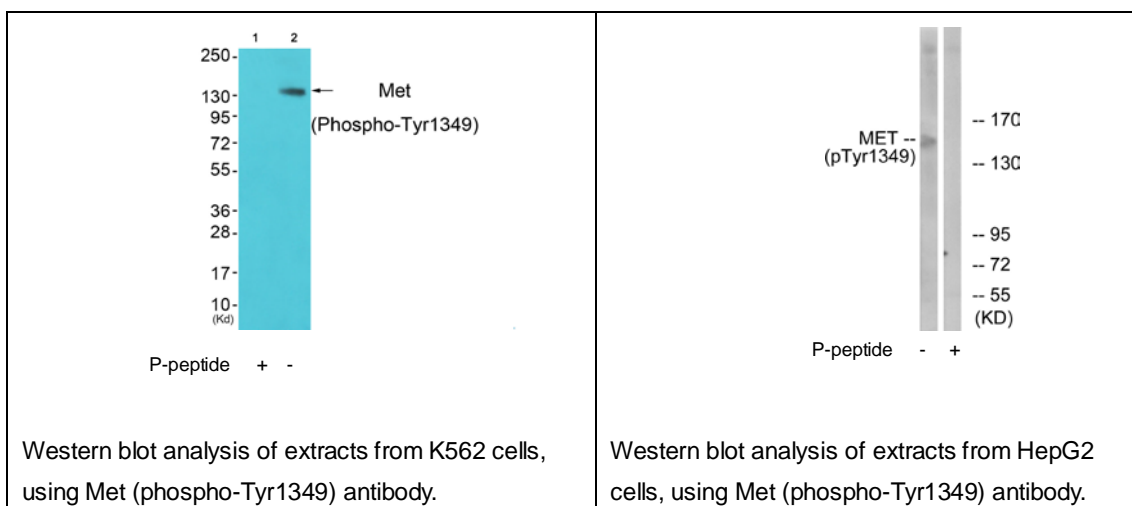 1 2
250-
130-
95-
72-
55-
36-
28-
17-
10-
(Kd)
Met
(Phospho-Tyr1349)
P-peptide + -
Western blot analysis of extracts from K562 cells,
using Met (phospho-Tyr1349) antibody.
MET --
(pTyr1349)
-- 170
-- 130
-- 95
-- 72
-- 55
(KD)
P-peptide - +
Western blot analysis of extracts from HepG2
cells, using Met (phospho-Tyr1349) antibody.